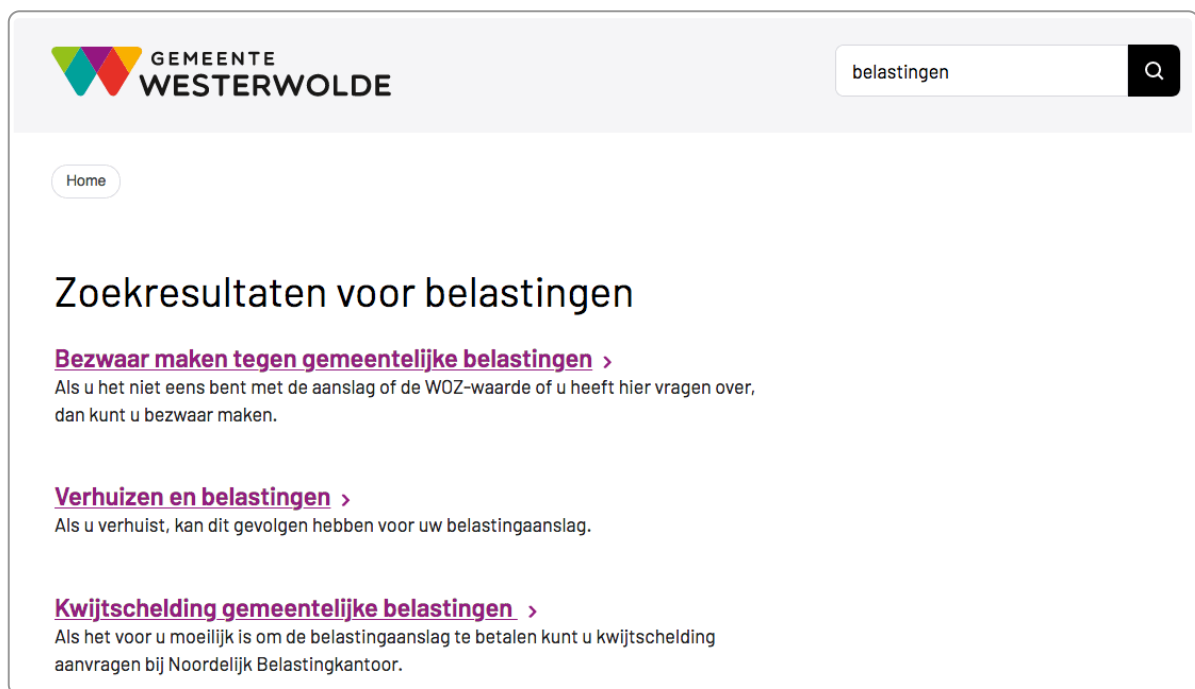 GEMEENTE
WESTERWOLDE
belastingen
Home
Zoekresultaten voor belastingen
Bezwaar maken tegen gemeentelijke belastingen ›
Als u het niet eens bent met de aanslag of de WOZ-waarde of u heeft hier vragen over,
dan kunt u bezwaar maken.
Verhuizen en belastingen ›
Als u verhuist, kan dit gevolgen hebben voor uw belastingaanslag.
Kwijtschelding gemeentelijke belastingen ›
Als het voor u moeilijk is om de belastingaanslag te betalen kunt u kwijtschelding
aanvragen bij Noordelijk Belastingkantoor.